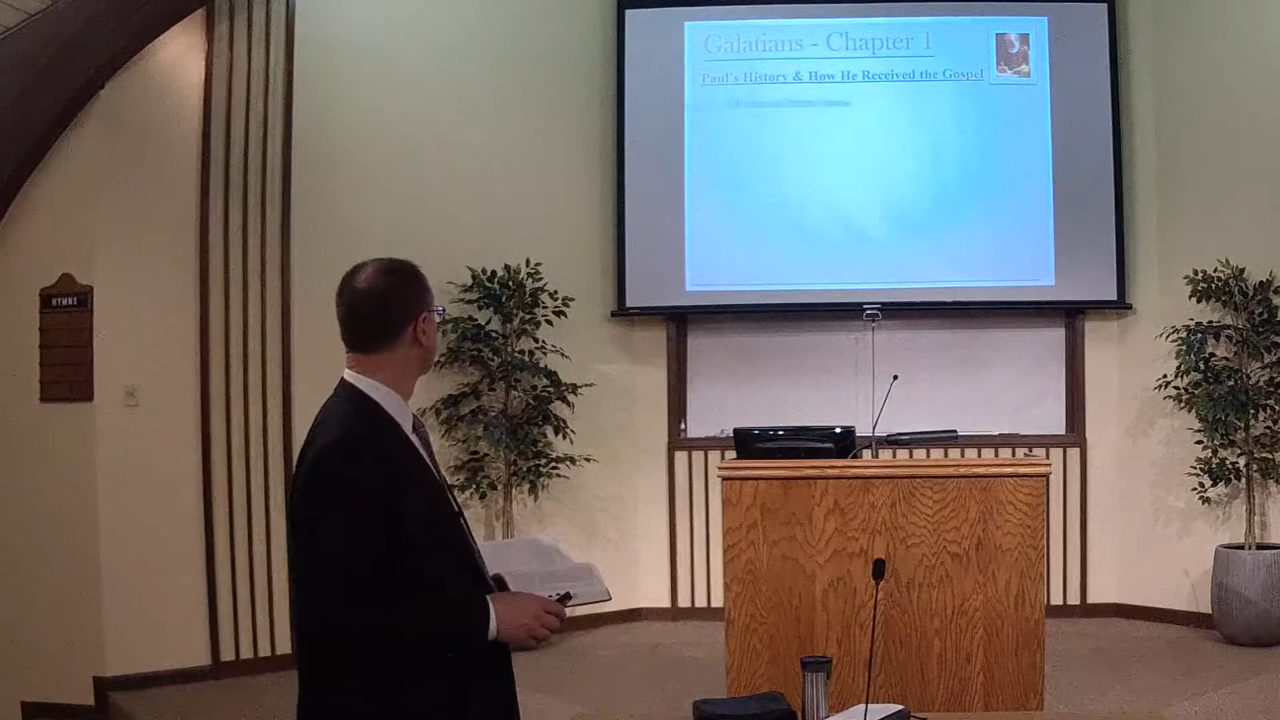 Galatians - Chapter 1
Paul's History & How He Received the Gospel
HYMNS